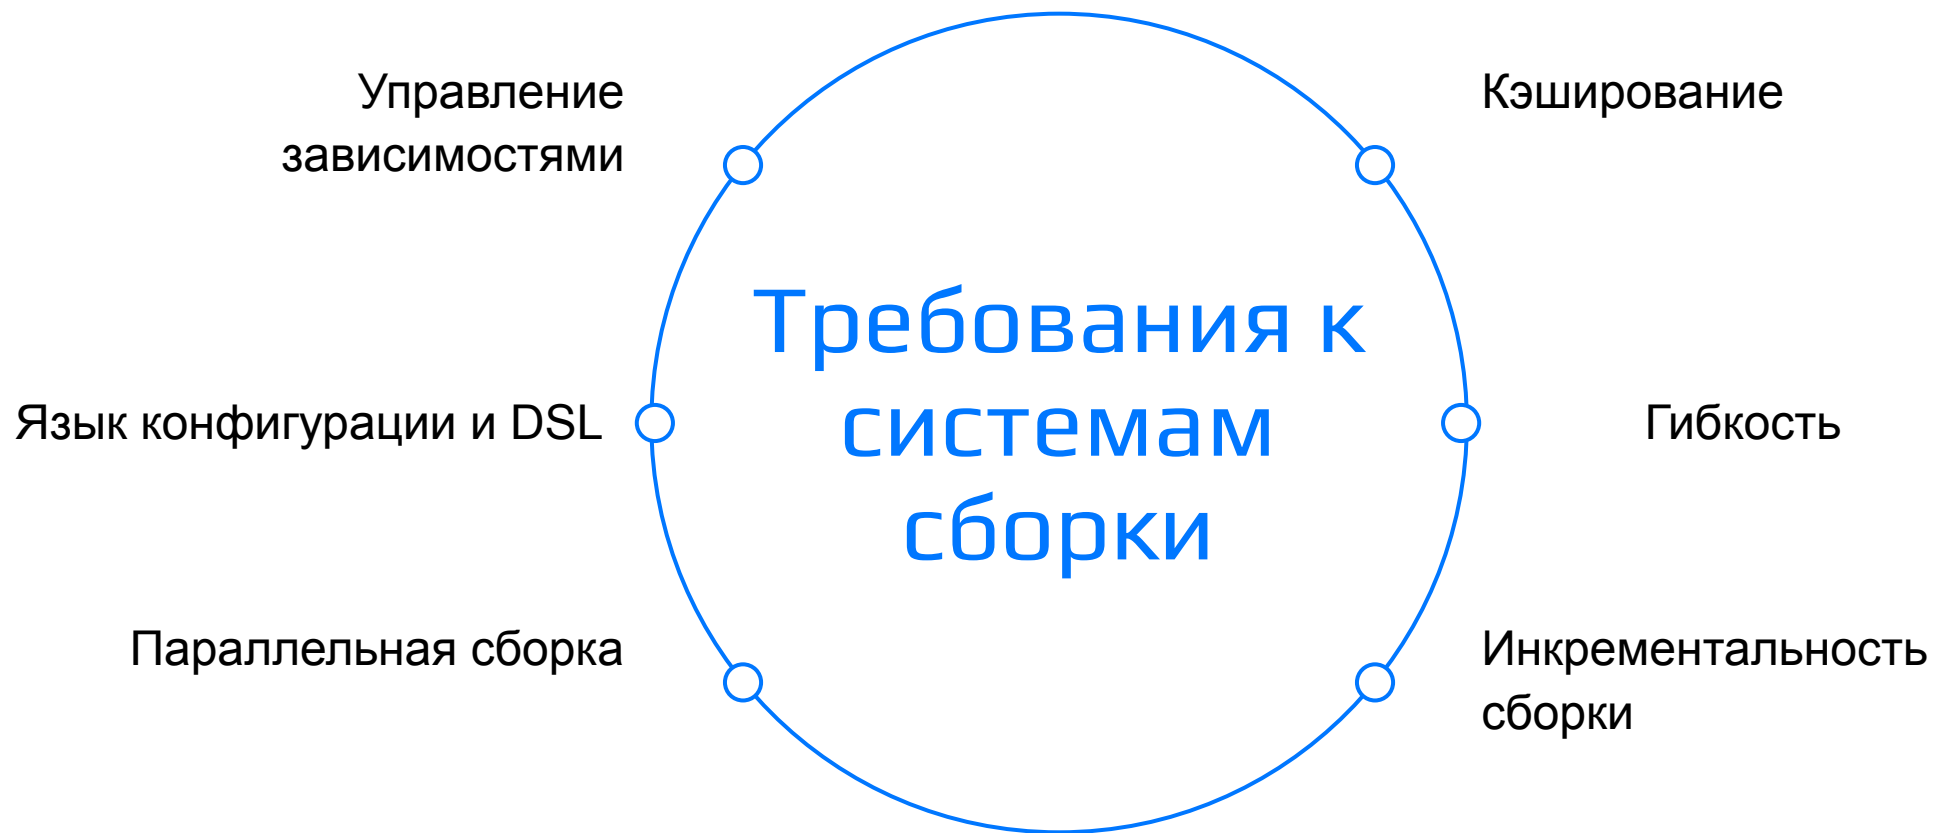 Управление
зависимостями
Кэширование
Требования к
системам
сборки
Язык конфигурации и DSL
Гибкость
Параллельная сборка
Инкрементальность
сборки